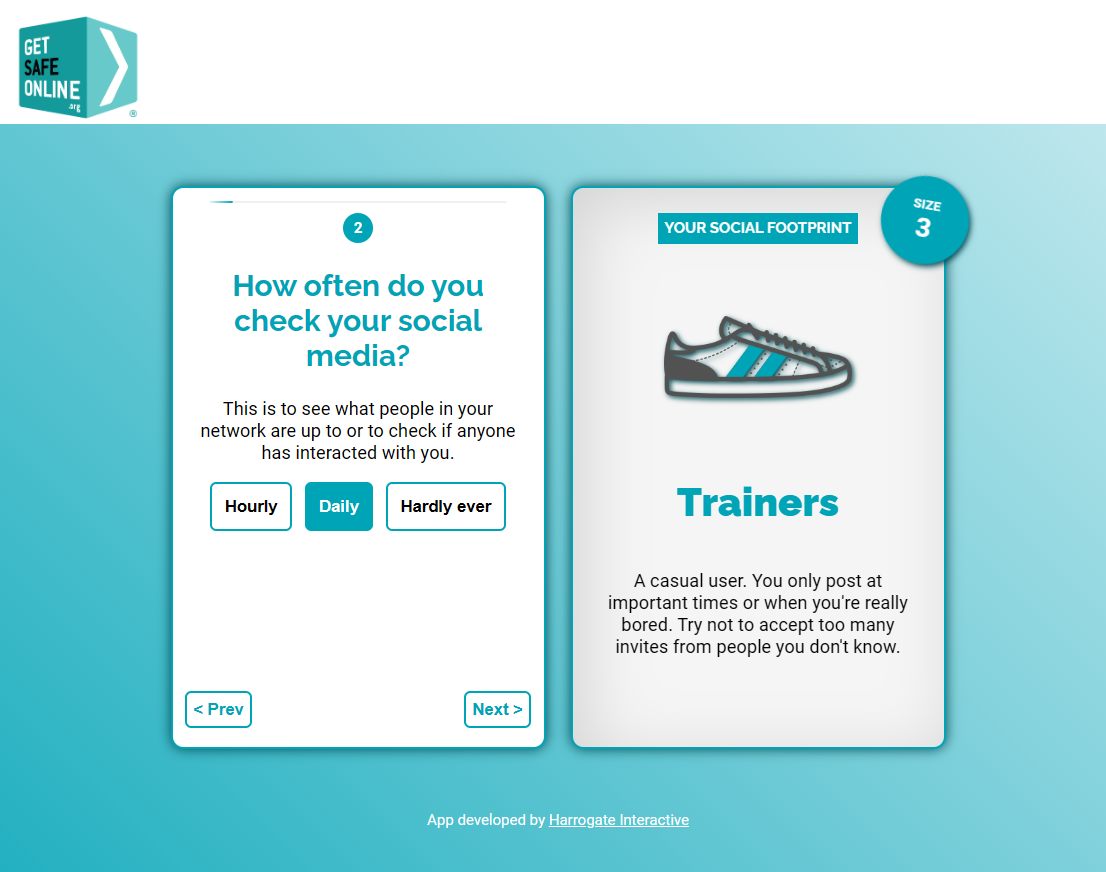 GET
SAFE
ONLINE
.org
®
2
How often do you
check your social
media?
This is to see what people in your
network are up to or to check if anyone
has interacted with you.
Hourly
Daily
Hardly ever
< Prev
Next >
YOUR SOCIAL FOOTPRINT
SIZE
3
Trainers
A casual user. You only post at
important times or when you're really
bored. Try not to accept too many
invites from people you don't know.
App developed by Harrogate Interactive